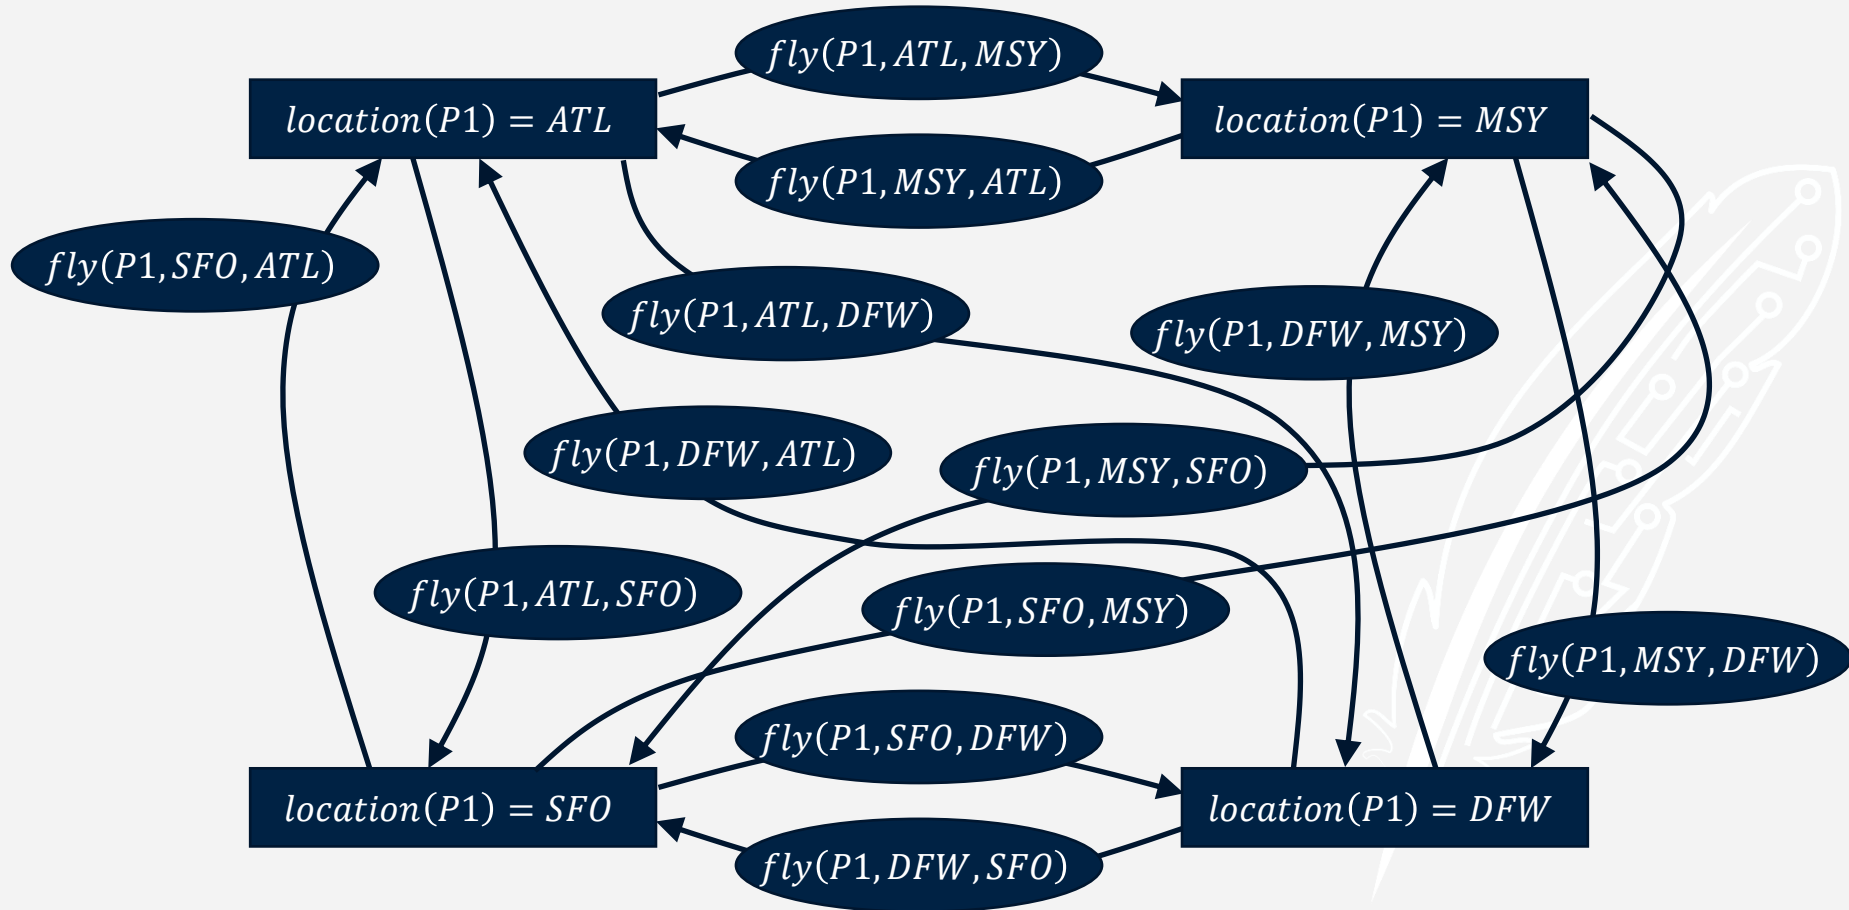 fly(P1, ATL, MSY)
location(P1) = ATL
location(P1) = MSY
fly(P1, MSY, ATL)
fly(P1, SFO, ATL)
fly(P1, ATL, DFW)
fly(P1, DFW, MSY)
fly(P1, DFW, ATL)
fly(P1, MSY, SFO)
fly(P1, ATL, SFO)
fly(P1, SFO, MSY)
fly(P1, MSY, DFW)
fly(P1, SFO, DFW)
location(P1) = SFO
location(P1) = DFW
fly(P1, DFW, SFO)